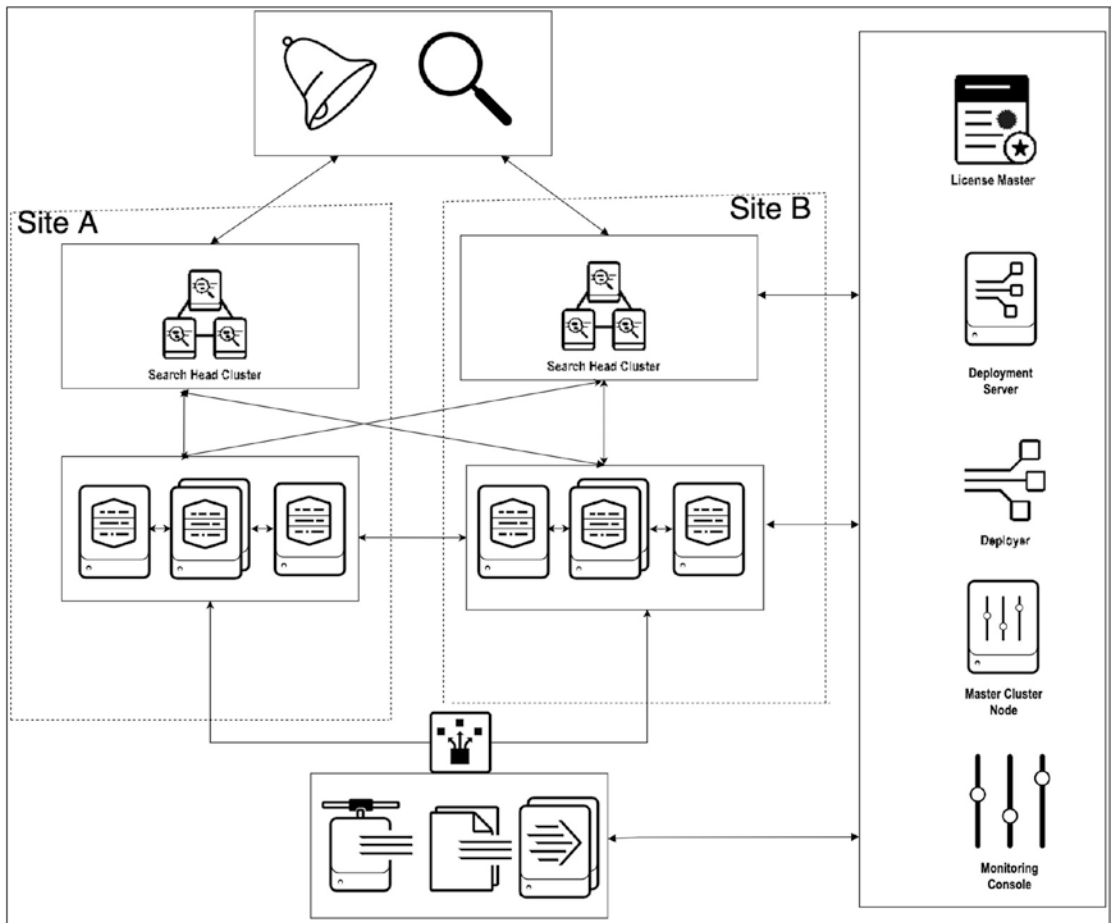 Site A
Site B
Search Head Cluster
Search Head Cluster
License Master
Deployment
Server
Deployer
Master Cluster
Node
Monitoring
Console